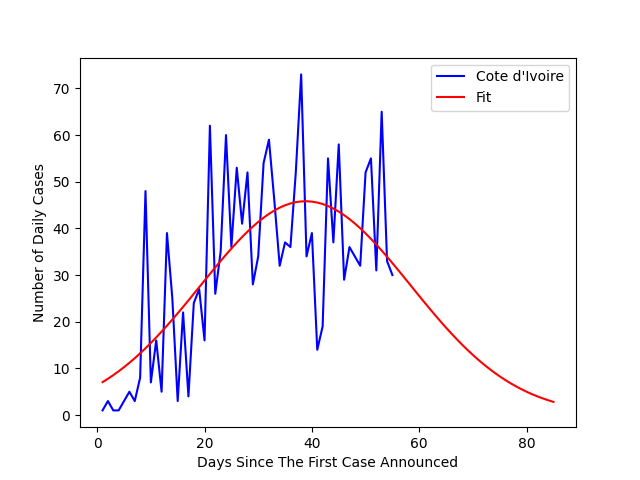 Cote d'Ivoire
Fit
Number of Daily Cases
70
60
50
40
30
20
10
0
0 20 40 60 80
Days Since The First Case Announced